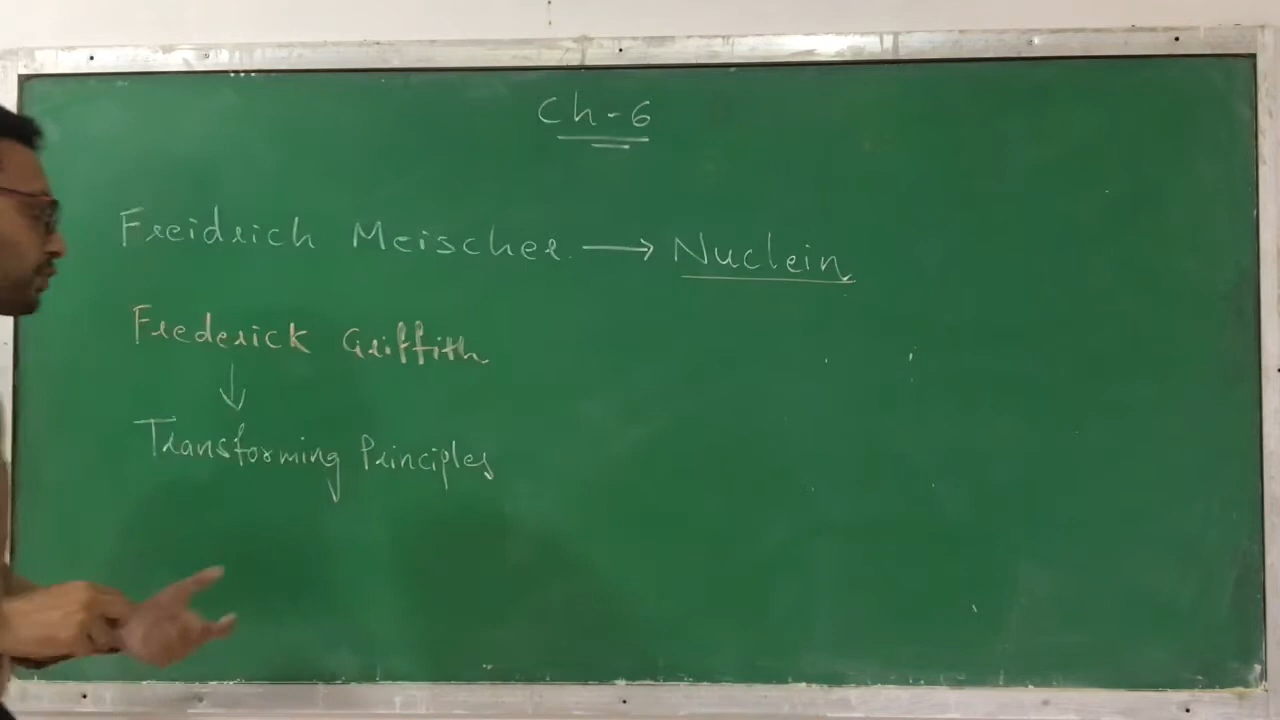 Ch-6
Freidrich Meischer. → Nuclein
Frederick Griffith
↓
Transforming Principles